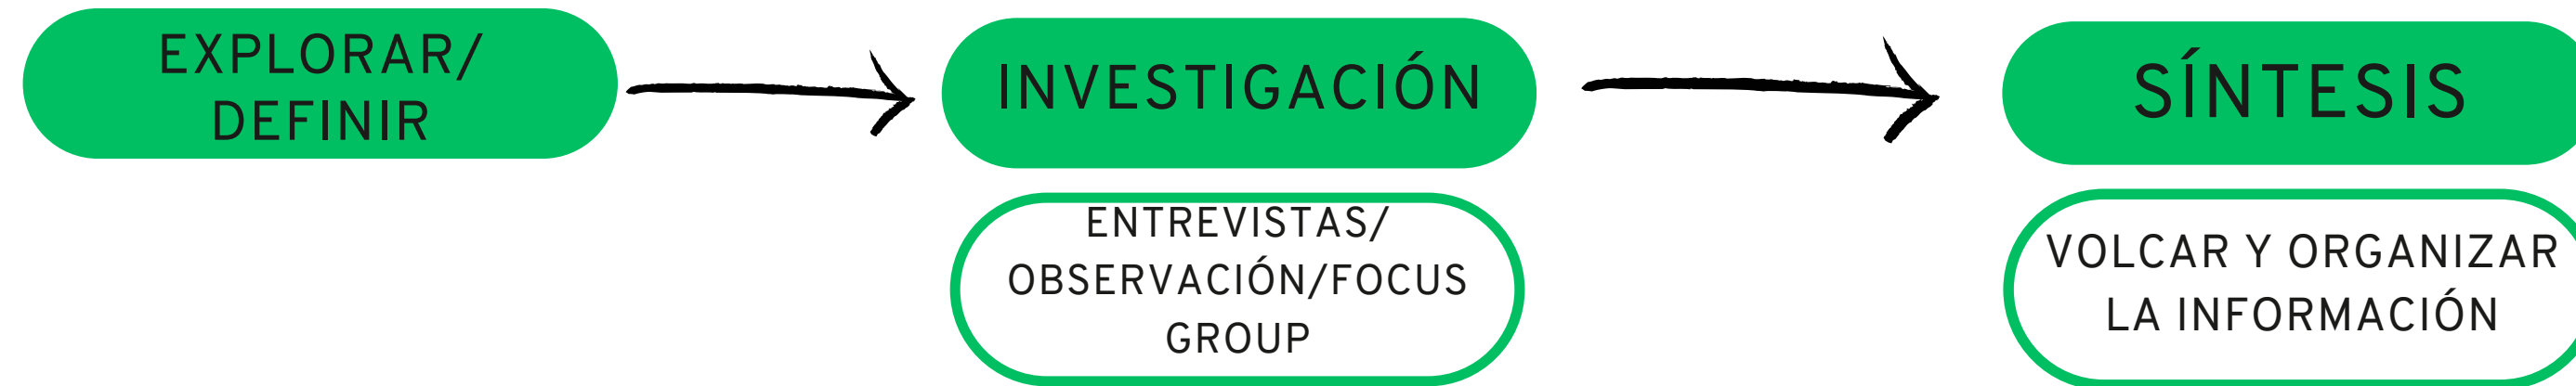 EXPLORAR/
DEFINIR
INVESTIGACIÓN
ENTREVISTAS/
OBSERVACIÓN/FOCUS
GROUP
SÍNTESIS
VOLCAR Y ORGANIZAR
LA INFORMACIÓN